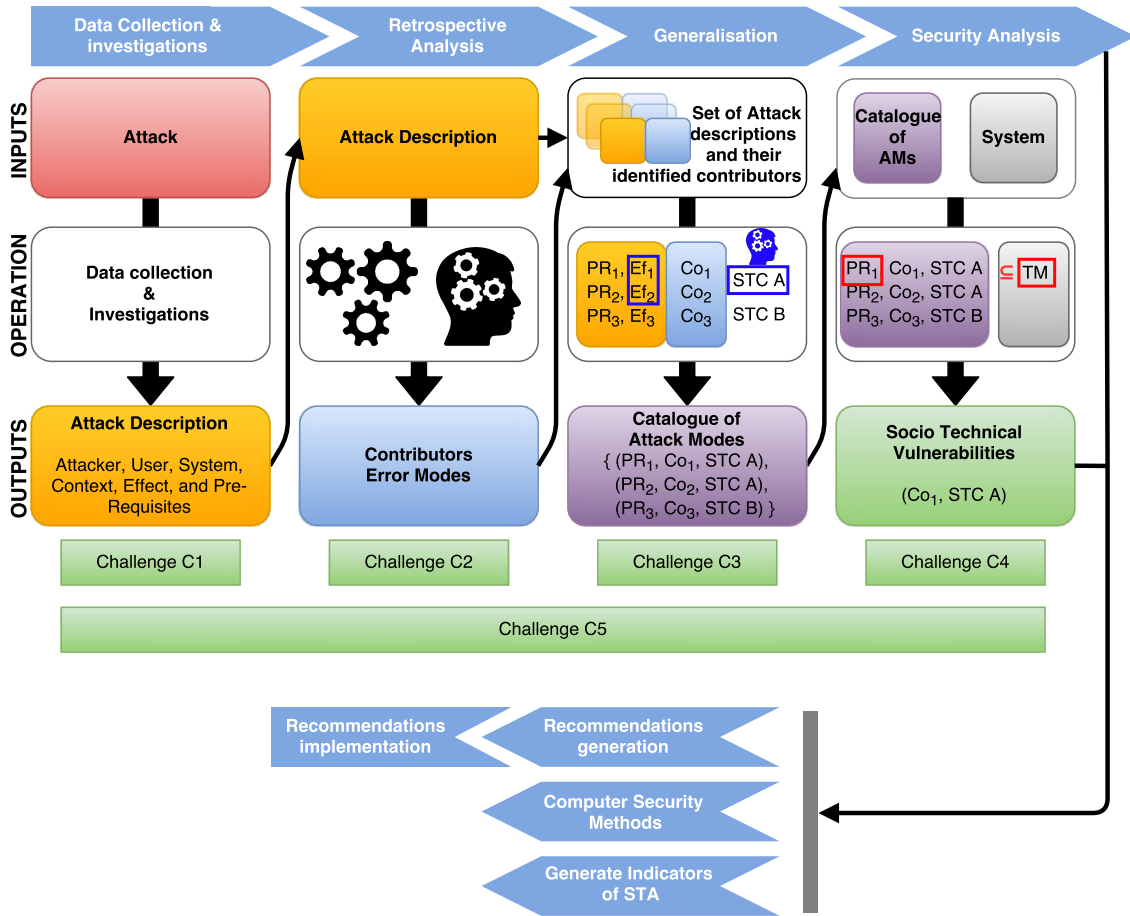 Data Collection &
investigations
Retrospective
Analysis
Generalisation
Security Analysis
INPUTS
Attack
Attack Description
Set of Attack
descriptions
and their
identified contributors
Catalogue
of
AMs
System
OPERATION
Data collection
&
Investigations
PR1, Ef1
PR2, Ef2
PR3, Ef3
Co1
Co2
Co3
STC A
STC B
PR1, Co1, STC A
PR2, Co2, STC A
PR3, Co3, STC B
⊆ TM
OUTPUTS
Attack Description
Attacker, User, System,
Context, Effect, and Pre-
Requisites
Contributors
Error Modes
Catalogue of
Attack Modes
{ (PR1, Co1, STC A),
(PR2, Co2, STC A),
(PR3, Co3, STC B) }
Socio Technical
Vulnerabilities
(Co1, STC A)
Challenge C1
Challenge C2
Challenge C3
Challenge C4
Challenge C5
Recommendations
implementation
Recommendations
generation
Computer Security
Methods
Generate Indicators
of STA